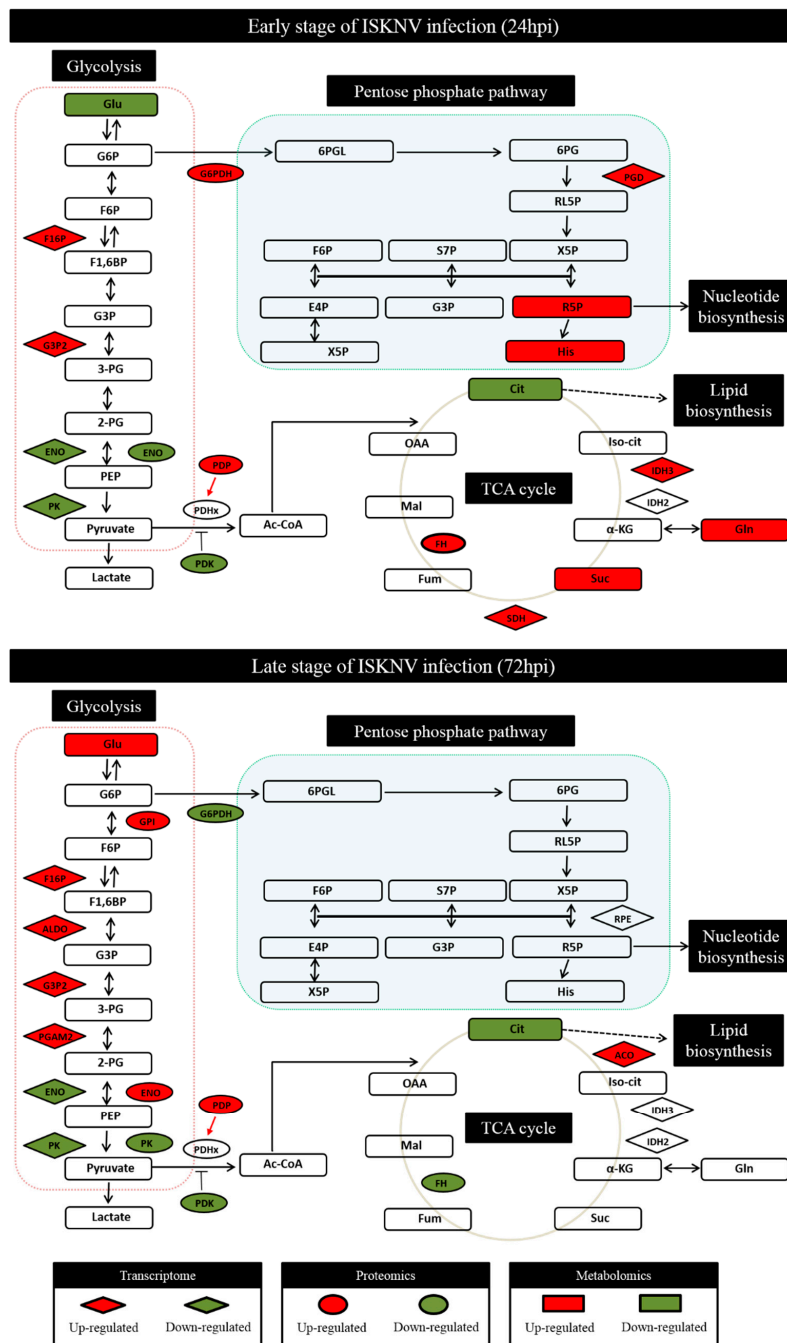 Early stage of ISKNV infection (24hpi)
Glycolysis
Pentose phosphate pathway
Glu
G6P
G6PDH
6PGL
6PG
PGD
F6P
RL5P
F16P
F1,6BP
F6P
S7P
X5P
G3P
E4P
G3P
R5P
Nucleotide
biosynthesis
G3P2
3-PG
X5P
His
2-PG
Cit
Lipid
biosynthesis
ENO
ENO
OAA
Iso-cit
PEP
PDP
IDH3
PK
PDHx
Mal
TCA cycle
IDH2
Pyruvate
Ac-CoA
α-KG
Gln
FH
PDK
Lactate
Fum
Suc
SDH
Late stage of ISKNV infection (72hpi)
Glycolysis
Pentose phosphate pathway
Glu
G6P
G6PDH
6PGL
6PG
GPI
F6P
RL5P
F16P
F1,6BP
F6P
S7P
X5P
ALDO
RPE
G3P
E4P
G3P
R5P
Nucleotide
biosynthesis
G3P2
3-PG
X5P
His
PGAM2
2-PG
Cit
ACO
Lipid
biosynthesis
ENO
ENO
OAA
Iso-cit
PEP
PDP
IDH3
PK
PK
PDHx
Mal
TCA cycle
IDH2
Pyruvate
Ac-CoA
α-KG
Gln
FH
PDK
Lactate
Fum
Suc
Transcriptome
Up-regulated
Down-regulated
Proteomics
Up-regulated
Down-regulated
Metabolomics
Up-regulated
Down-regulated